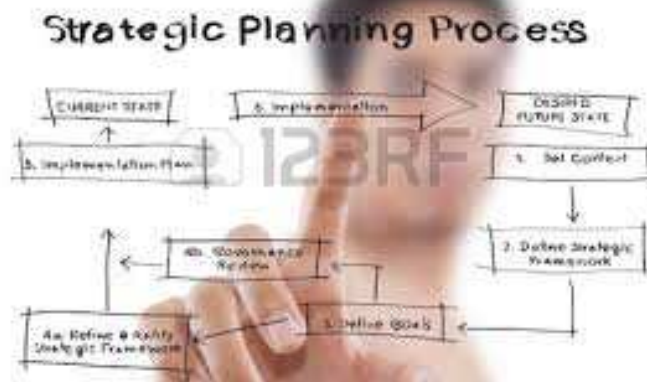 Strategic Planning Process
CURRENT STATE
6. Implementation
DESIRED
FUTURE STATE
5. Implementation Plan
1. Set Context
123RF
4b. Governance
Review
2. Define Strategic
Framework
4a. Refine & Ratify
Strategic Framework
3. Define Goals